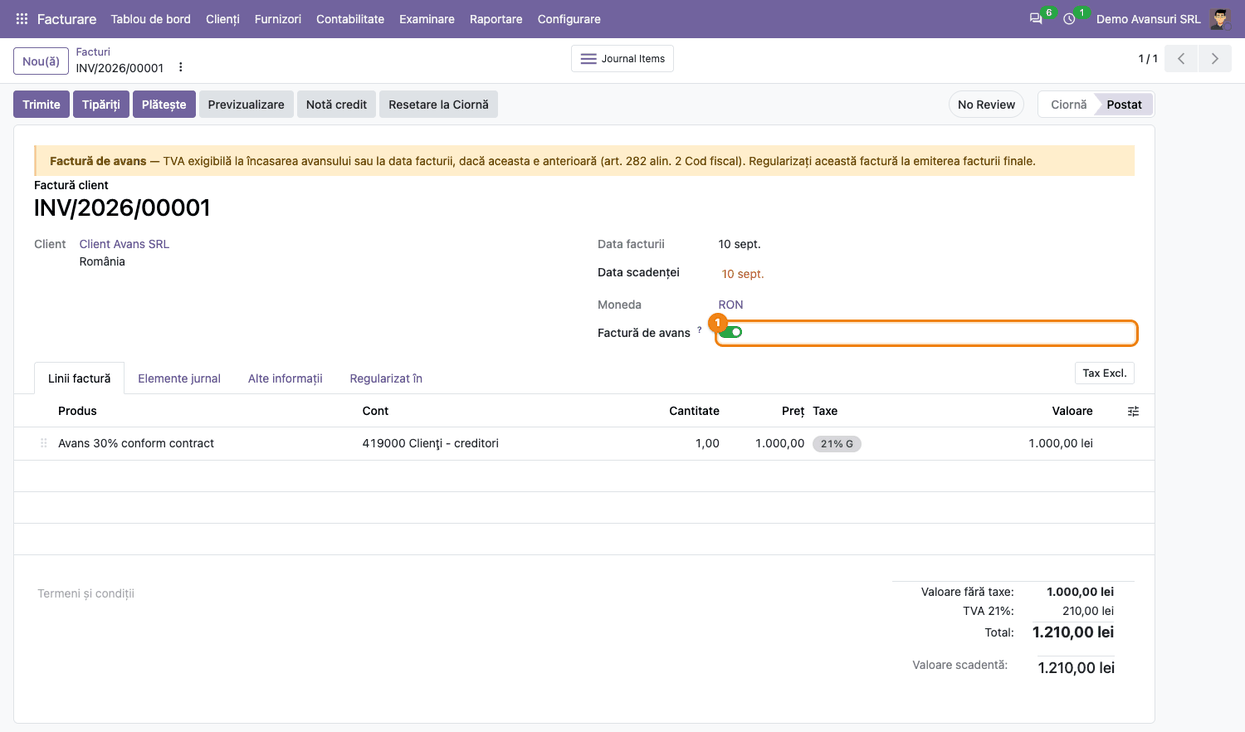 Facturare Tablou de bord Clienți Furnizori Contabilitate Examinare Raportare Configurare 6 1 Demo Avansuri SRL
Nou(ă) Facturi
INV/2026/00001
Journal Items
1 / 1
Trimite Tipăriți Plătește Previzualizare Notă credit Resetare la Ciornă No Review Ciornă Postat
Factură de avans — TVA exigibilă la încasarea avansului sau la data facturii, dacă aceasta e anterioară (art. 282 alin. 2 Cod fiscal). Regularizați această factură la emiterea facturii finale.
Factură client
INV/2026/00001
Client Client Avans SRL
România
Data facturii 10 sept.
Data scadenței 10 sept.
Moneda RON
Factură de avans ? 1
Linii factură Elemente jurnal Alte informații Regularizat în Tax Excl.
Produs Cont Cantitate Preț Taxe Valoare
Avans 30% conform contract 419000 Clienţi - creditori 1,00 1.000,00 21% G 1.000,00 lei
Termeni și condiții
Valoare fără taxe: 1.000,00 lei
TVA 21%: 210,00 lei
Total: 1.210,00 lei
Valoare scadentă: 1.210,00 lei